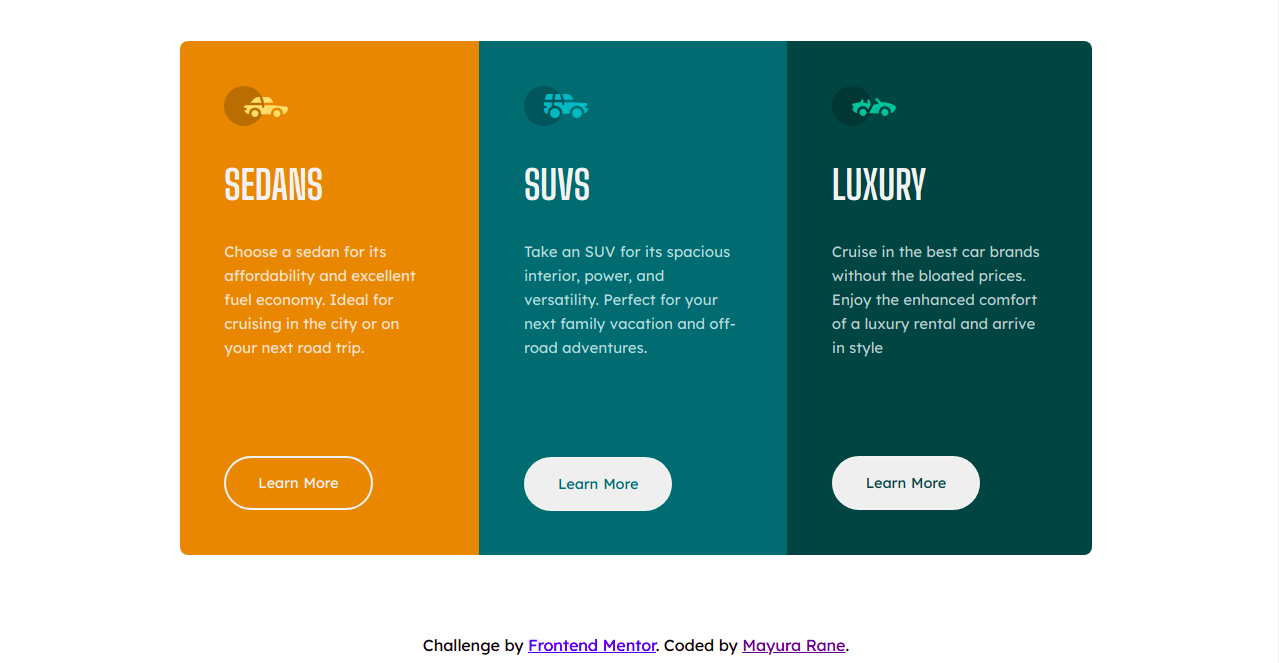 SEDANS
Choose a sedan for its
affordability and excellent
fuel economy. Ideal for
cruising in the city or on
your next road trip.
Learn More
SUVS
Take an SUV for its spacious
interior, power, and
versatility. Perfect for your
next family vacation and off-
road adventures.
Learn More
LUXURY
Cruise in the best car brands
without the bloated prices.
Enjoy the enhanced comfort
of a luxury rental and arrive
in style
Learn More
Challenge by Frontend Mentor. Coded by Mayura Rane.